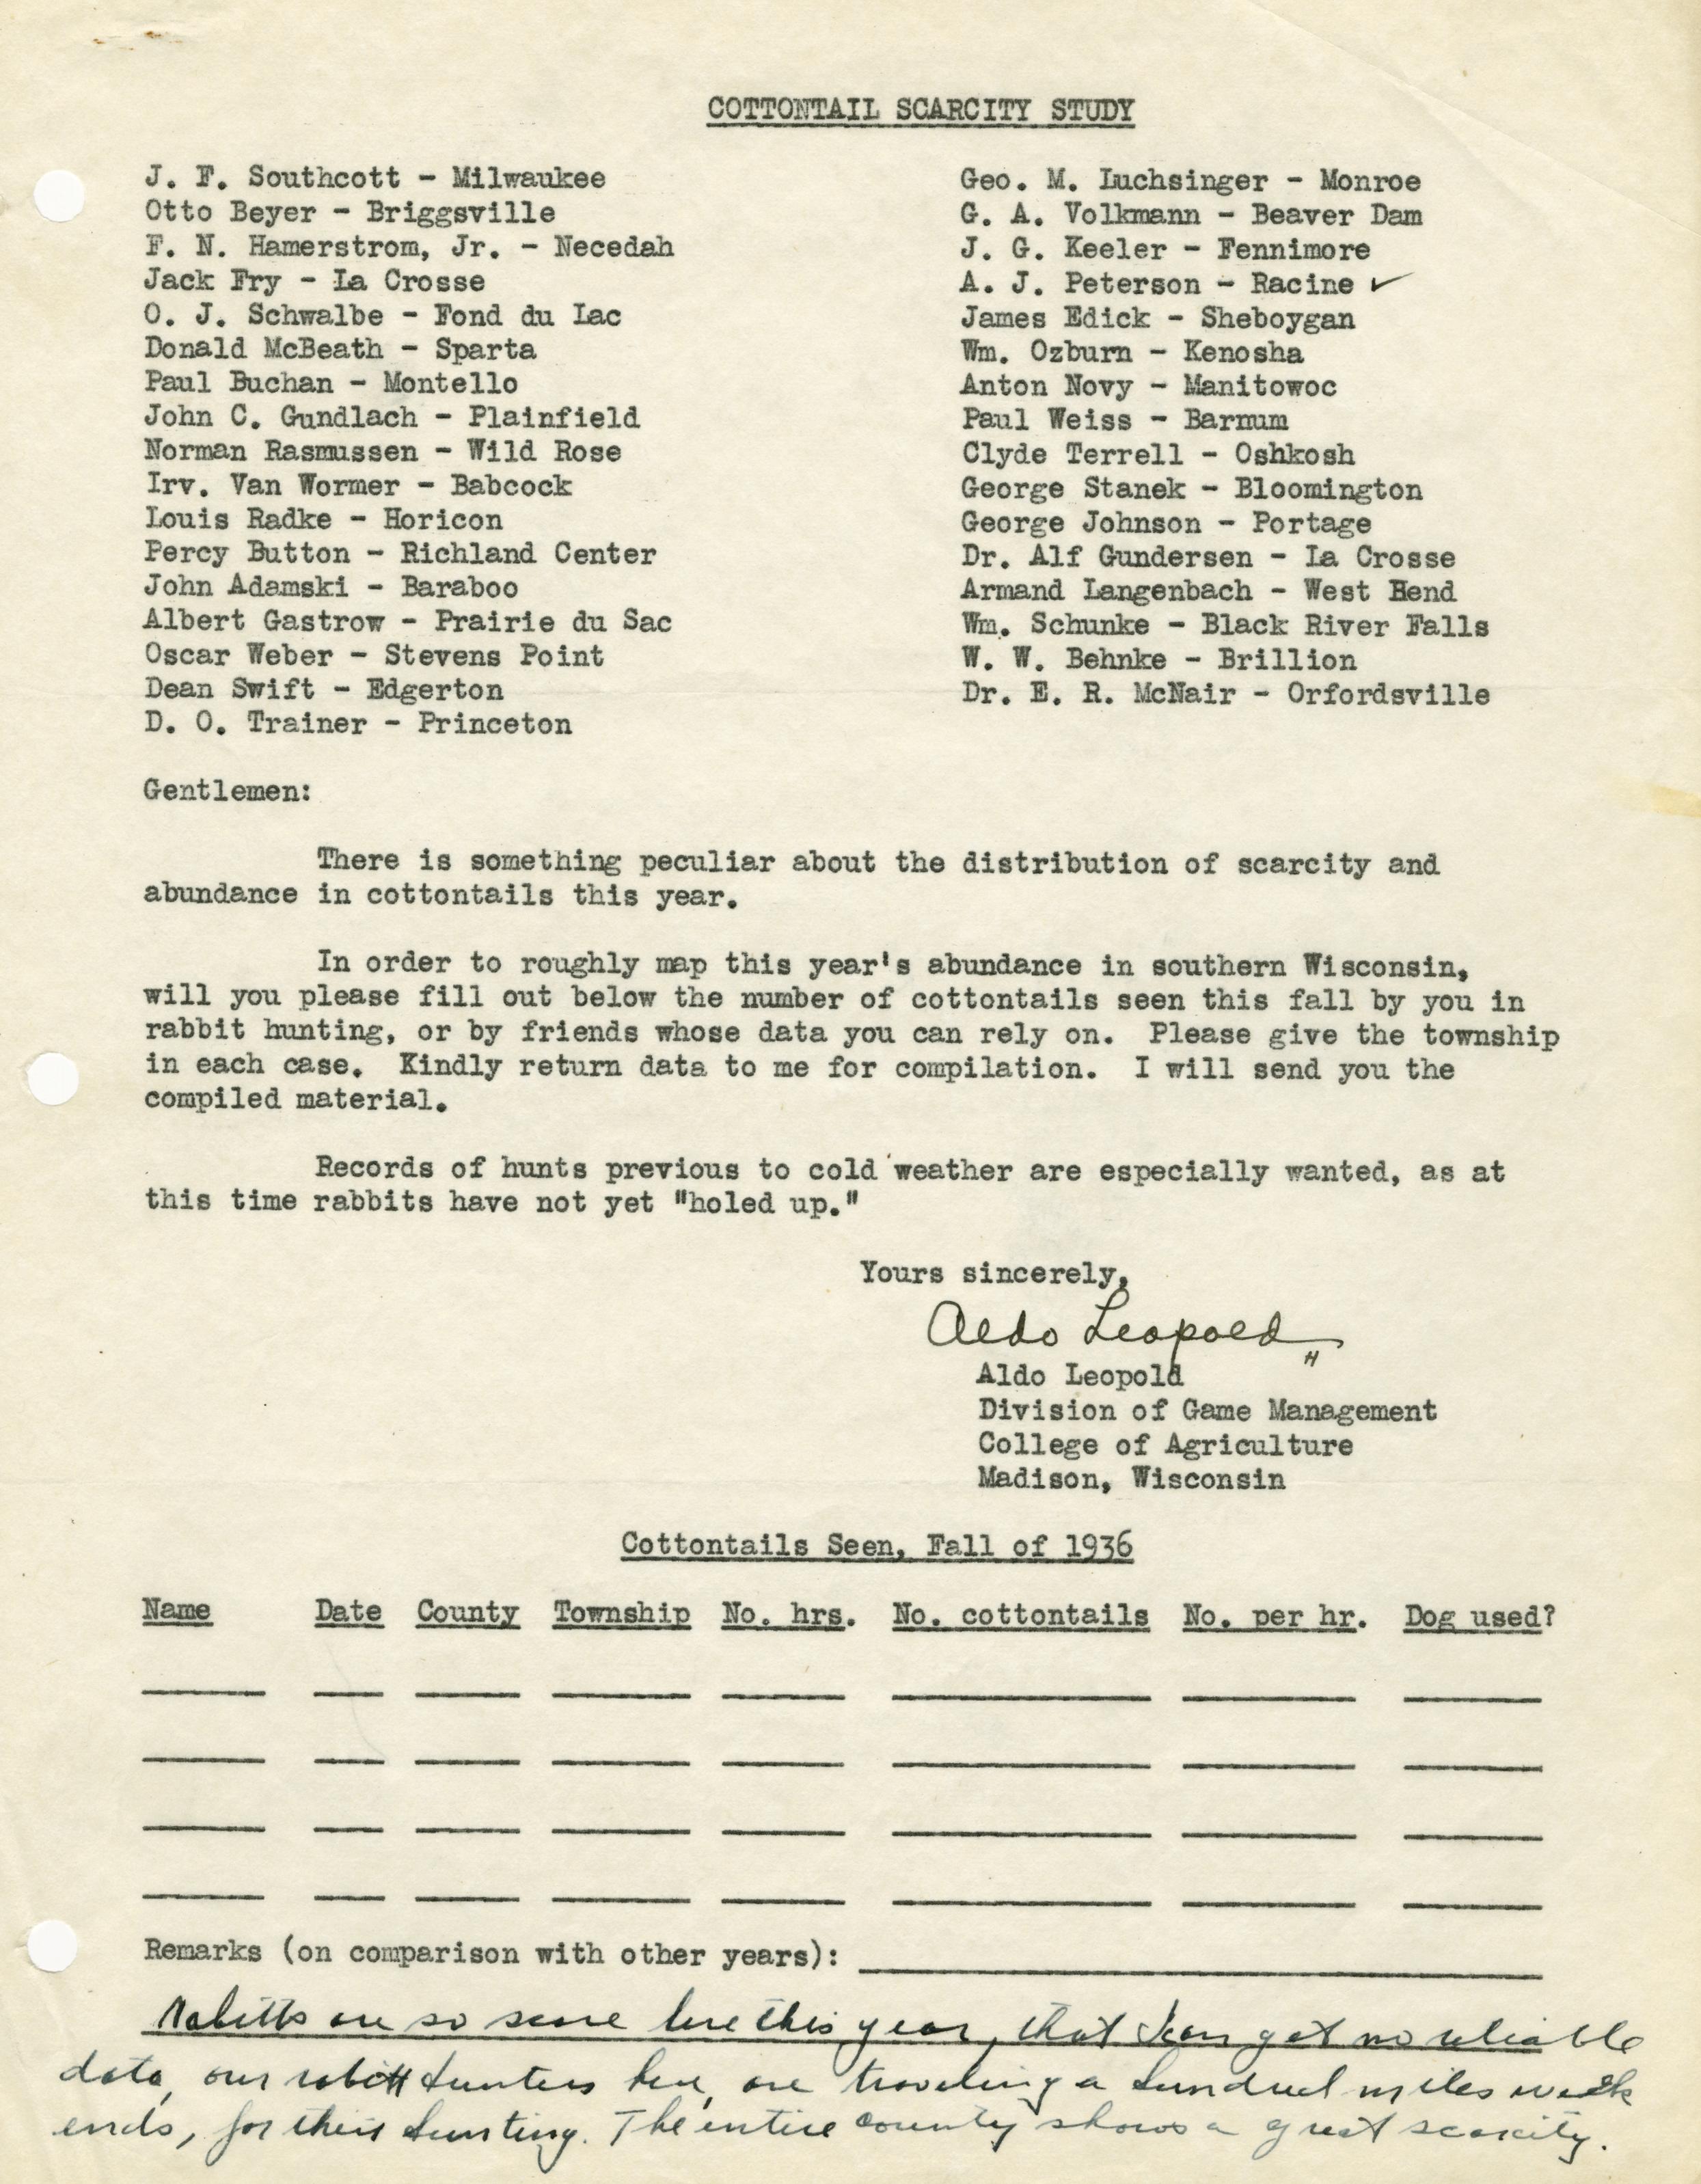 COTTONTAIL SCARCITY STUDY
J. F. Southcott - Milwaukee
Otto Beyer - Briggsville
F. N. Hamerstrom, Jr. - Necedah
Jack Fry - La Crosse
O. J. Schwalbe - Fond du Lac
Donald McBeath - Sparta
Paul Buchan - Montello
John C. Gundlach - Plainfield
Norman Rasmussen - Wild Rose
Irv. Van Wormer - Babcock
Louis Radke - Horicon
Percy Button - Richland Center
John Adamski - Baraboo
Albert Gastrow - Prairie du Sac
Oscar Weber - Stevens Point
Dean Swift - Edgerton
D. O. Trainer - Princeton
Geo. M. Luchsinger - Monroe
G. A. Volkmann - Beaver Dam
J. G. Keeler - Fennimore
A. J. Peterson - Racine ✓
James Edick - Sheboygan
Wm. Ozburn - Kenosha
Anton Novy - Manitowoc
Paul Weiss - Barnum
Clyde Terrell - Oshkosh
George Stanek - Bloomington
George Johnson - Portage
Dr. Alf Gundersen - La Crosse
Armand Langenbach - West Bend
Wm. Schunke - Black River Falls
W. W. Behnke - Brillion
Dr. E. R. McNair - Orfordsville
Gentlemen:
There is something peculiar about the distribution of scarcity and
abundance in cottontails this year.
In order to roughly map this year's abundance in southern Wisconsin,
will you please fill out below the number of cottontails seen this fall by you in
rabbit hunting, or by friends whose data you can rely on. Please give the township
in each case. Kindly return data to me for compilation. I will send you the
compiled material.
Records of hunts previous to cold weather are especially wanted, as at
this time rabbits have not yet "holed up."
Yours sincerely,
Aldo Leopold
H
Aldo Leopold
Division of Game Management
College of Agriculture
Madison, Wisconsin
Cottontails Seen, Fall of 1936
Name Date County Township No. hrs. No. cottontails No. per hr. Dog used?
Remarks (on comparison with other years):
Rabitts are so scarce here this year, that I can get no reliable
data, our rabitt hunters here, are traveling a hundred miles week
ends, for their hunting. The entire county shows a great scarcity.